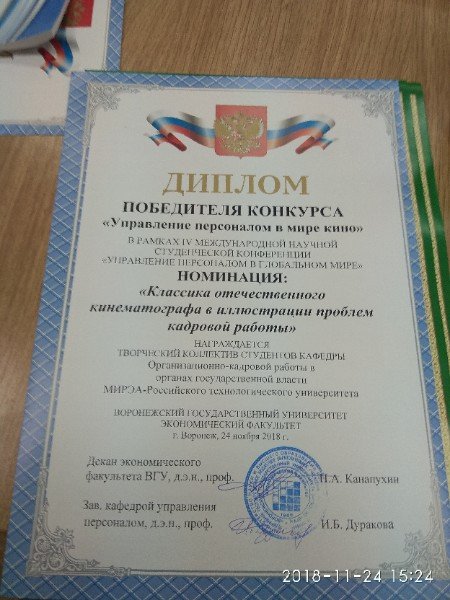 ДИПЛОМ
ПОБЕДИТЕЛЯ КОНКУРСА
«Управление персоналом в мире кино»
В РАМКАХ IV МЕЖДУНАРОДНОЙ НАУЧНОЙ
СТУДЕНЧЕСКОЙ КОНФЕРЕНЦИИ
«УПРАВЛЕНИЕ ПЕРСОНАЛОМ В ГЛОБАЛЬНОМ МИРЕ»
НОМИНАЦИЯ:
«Классика отечественного
кинематографа в иллюстрации проблем
кадровой работы»
НАГРАЖДАЕТСЯ
ТВОРЧСКИЙ КОЛЛЕКТИВ СТУДЕНТОВ КАФЕДРЫ
Организационно-кадровой работы в
органах государственной власти
МИРЭА-Российского технологического университета
ВОРОНЕЖСКИЙ ГОСУДАРСТВЕННЫЙ УНИВЕРСИТЕТ
ЭКОНОМИЧЕСКИЙ ФАКУЛЬТЕТ
г. Воронеж, 24 ноября 2018 г.
Декан экономического
факультета ВГУ, д.э.н., проф. П.А. Канапухин
Зав. кафедрой управления
персоналом, д.э.н., проф. И.Б. Дуракова
2018-11-24 15:24